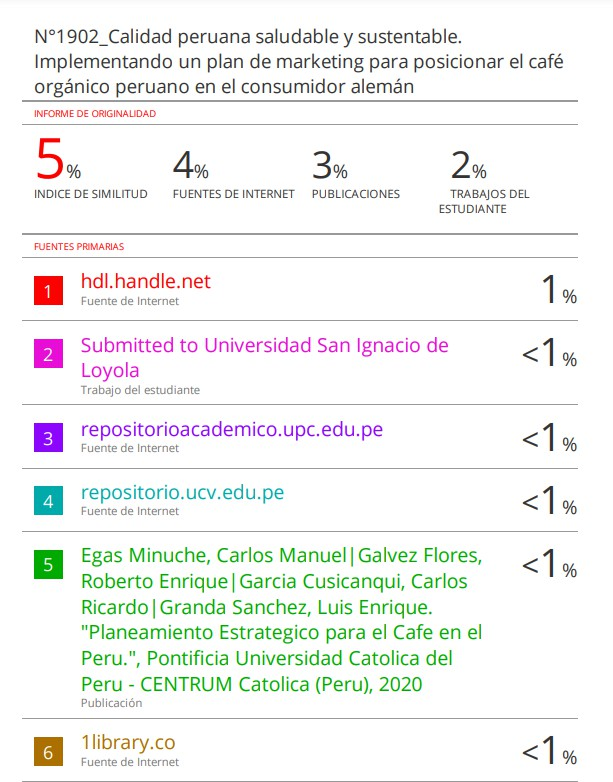 N°1902_Calidad peruana saludable y sustentable.
Implementando un plan de marketing para posicionar el café
orgánico peruano en el consumidor alemán
INFORME DE ORIGINALIDAD
5%
INDICE DE SIMILITUD
4%
FUENTES DE INTERNET
3%
PUBLICACIONES
2%
TRABAJOS DEL
ESTUDIANTE
FUENTES PRIMARIAS
1
hdl.handle.net
Fuente de Internet
1%
2
Submitted to Universidad San Ignacio de
Loyola
Trabajo del estudiante
<1%
3
repositorioacademico.upc.edu.pe
Fuente de Internet
<1%
4
repositorio.ucv.edu.pe
Fuente de Internet
<1%
5
Egas Minuche, Carlos Manuel|Galvez Flores,
Roberto Enrique|Garcia Cusicanqui, Carlos
Ricardo|Granda Sanchez, Luis Enrique.
"Planeamiento Estrategico para el Cafe en el
Peru.", Pontificia Universidad Catolica del
Peru - CENTRUM Catolica (Peru), 2020
Publicación
<1%
6
1library.co
Fuente de Internet
<1%